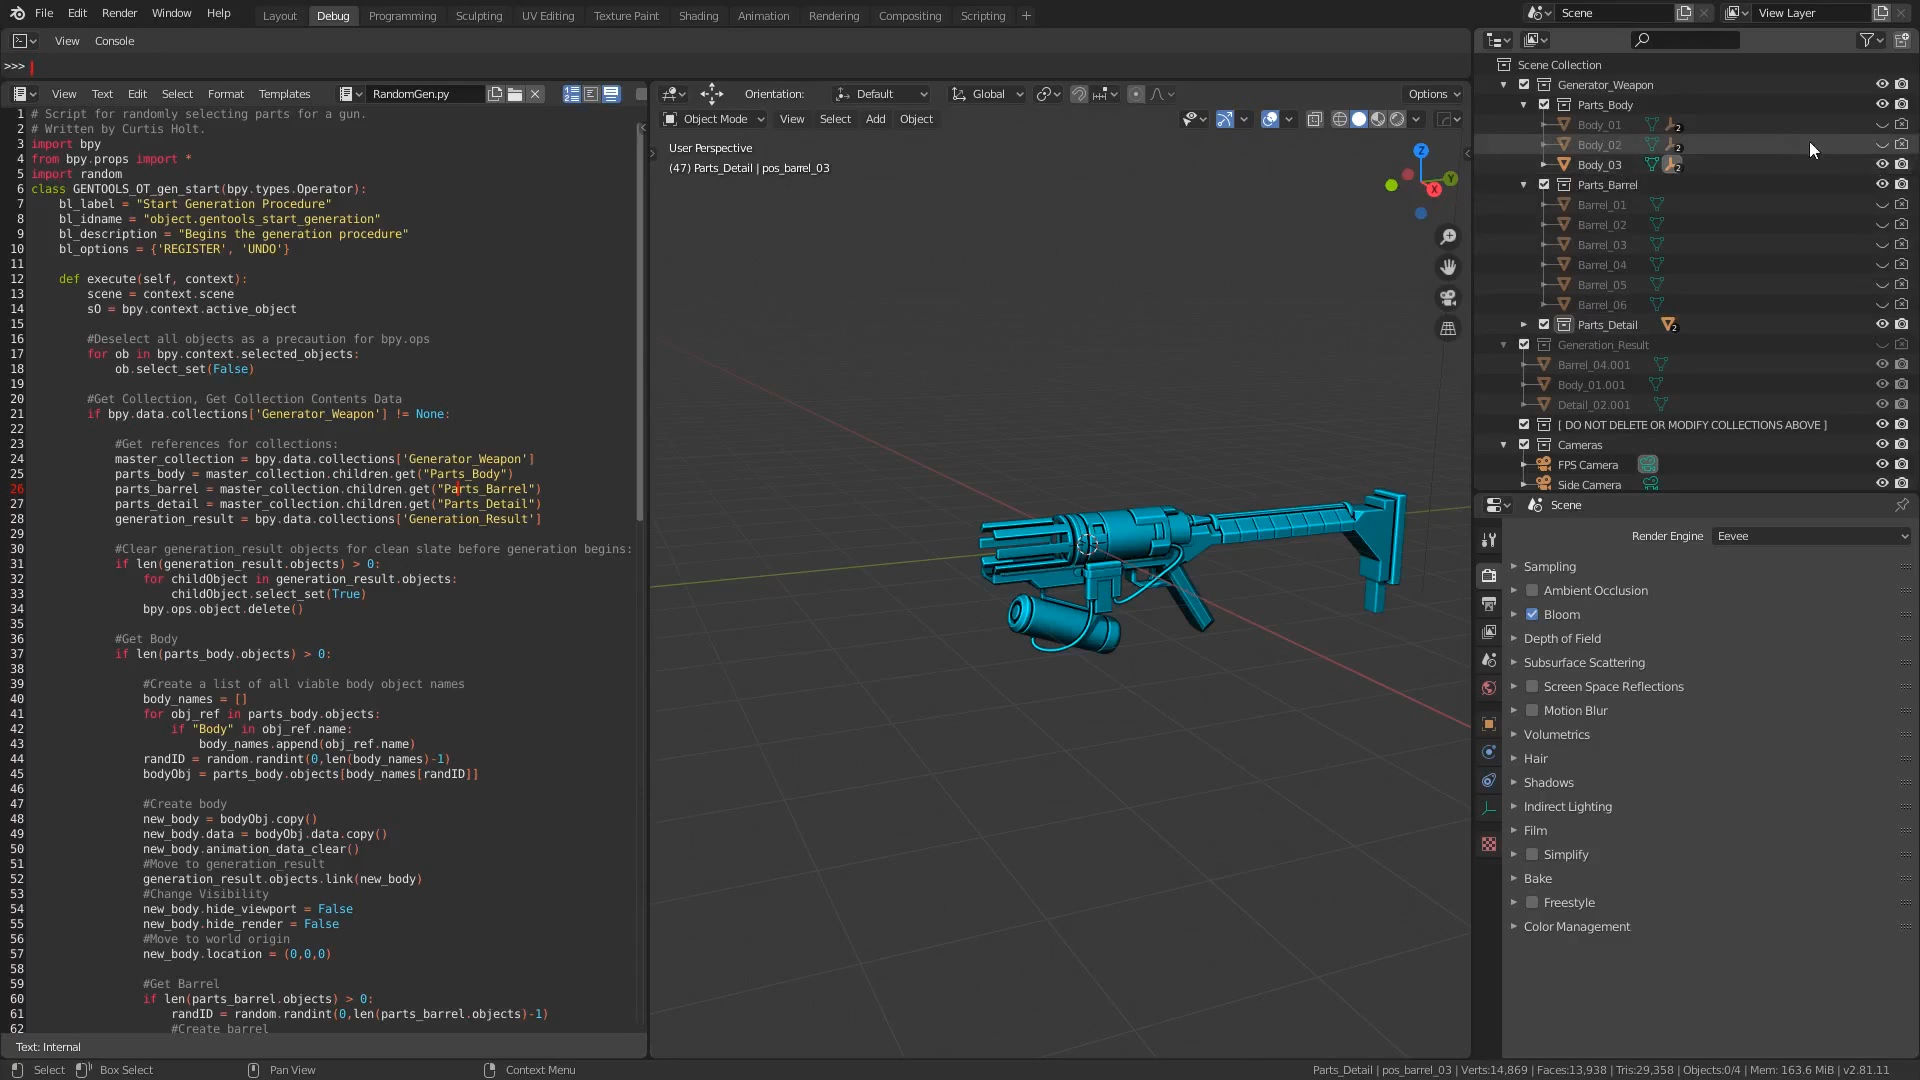 File Edit Render Window Help Layout Debug Programming Sculpting UV Editing Texture Paint Shading Animation Rendering Compositing Scripting + Scene View Layer
View Console
>>>
View Text Edit Select Format Templates RandomGen.py
1 # Script for randomly selecting parts for a gun.
2 # Written by Curtis Holt.
3 import bpy
4 from bpy.props import *
5 import random
6 class GENTOOLS_OT_gen_start(bpy.types.Operator):
7 bl_label = "Start Generation Procedure"
8 bl_idname = "object.gentools_start_generation"
9 bl_description = "Begins the generation procedure"
10 bl_options = {'REGISTER', 'UNDO'}
11
12 def execute(self, context):
13 scene = context.scene
14 sO = bpy.context.active_object
15
16 #Deselect all objects as a precaution for bpy.ops
17 for ob in bpy.context.selected_objects:
18 ob.select_set(False)
19
20 #Get Collection, Get Collection Contents Data
21 if bpy.data.collections['Generator_Weapon'] != None:
22
23 #Get references for collections:
24 master_collection = bpy.data.collections['Generator_Weapon']
25 parts_body = master_collection.children.get("Parts_Body")
26 parts_barrel = master_collection.children.get("Parts_Barrel")
27 parts_detail = master_collection.children.get("Parts_Detail")
28 generation_result = bpy.data.collections['Generation_Result']
29
30 #Clear generation_result objects for clean slate before generation begins:
31 if len(generation_result.objects) > 0:
32 for childObject in generation_result.objects:
33 childObject.select_set(True)
34 bpy.ops.object.delete()
35
36 #Get Body
37 if len(parts_body.objects) > 0:
38
39 #Create a list of all viable body object names
40 body_names = []
41 for obj_ref in parts_body.objects:
42 if "Body" in obj_ref.name:
43 body_names.append(obj_ref.name)
44 randID = random.randint(0,len(body_names)-1)
45 bodyObj = parts_body.objects[body_names[randID]]
46
47 #Create body
48 new_body = bodyObj.copy()
49 new_body.data = bodyObj.data.copy()
50 new_body.animation_data_clear()
51 #Move to generation_result
52 generation_result.objects.link(new_body)
53 #Change Visibility
54 new_body.hide_viewport = False
55 new_body.hide_render = False
56 #Move to world origin
57 new_body.location = (0,0,0)
58
59 #Get Barrel
60 if len(parts_barrel.objects) > 0:
61 randID = random.randint(0,len(parts_barrel.objects)-1)
62 #Create barrel
Text: Internal
Orientation: Default Global Options
Object Mode View Select Add Object
User Perspective
(47) Parts_Detail | pos_barrel_03
Z
Y
X
Scene Collection
Generator_Weapon
Parts_Body
Body_01 2
Body_02 2
Body_03 2
Parts_Barrel
Barrel_01
Barrel_02
Barrel_03
Barrel_04
Barrel_05
Barrel_06
Parts_Detail 2
Generation_Result
Barrel_04.001
Body_01.001
Detail_02.001
[ DO NOT DELETE OR MODIFY COLLECTIONS ABOVE ]
Cameras
FPS Camera
Side Camera
Scene
Render Engine Eevee
Sampling
Ambient Occlusion
Bloom
Depth of Field
Subsurface Scattering
Screen Space Reflections
Motion Blur
Volumetrics
Hair
Shadows
Indirect Lighting
Film
Simplify
Bake
Freestyle
Color Management
Select Box Select Pan View Context Menu Parts_Detail | pos_barrel_03 | Verts:14,869 | Faces:13,938 | Tris:29,358 | Objects:0/4 | Mem: 163.6 MiB | v2.81.11